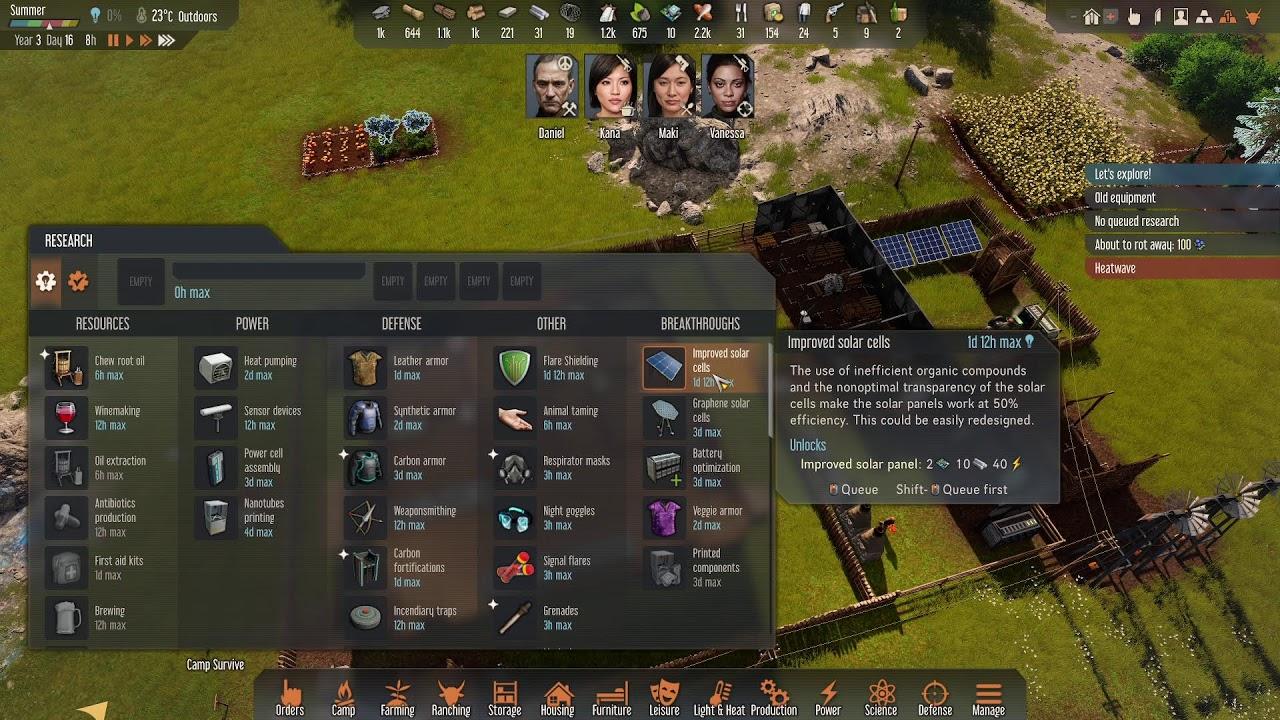 Summer
0%
23°C Outdoors
Year 3 Day 16 8h
1k 644 1.1k 1k 221 31 19 1.2k 675 10 2.2k 31 154 24 5 9 2
Daniel Kana Maki Vanessa
Let's explore!
Old equipment
No queued research
About to rot away: 100
Heatwave
RESEARCH
EMPTY
0h max
EMPTY EMPTY EMPTY EMPTY
RESOURCES POWER DEFENSE OTHER BREAKTHROUGHS
Chew root oil
6h max
Winemaking
12h max
Oil extraction
6h max
Antibiotics
production
12h max
First aid kits
1d max
Brewing
12h max
Heat pumping
2d max
Sensor devices
12h max
Power cell
assembly
3d max
Nanotubes
printing
4d max
Leather armor
1d max
Synthetic armor
2d max
Carbon armor
3d max
Weaponsmithing
12h max
Carbon
fortifications
1d max
Incendiary traps
12h max
Flare Shielding
1d 12h max
Animal taming
6h max
Respirator masks
3h max
Night goggles
3h max
Signal flares
3h max
Grenades
3h max
Improved solar
cells
1d 12h
Graphene solar
cells
3d max
Battery
optimization
3d max
Veggie armor
2d max
Printed
components
3d max
Improved solar cells 1d 12h max
The use of inefficient organic compounds
and the nonoptimal transparency of the solar
cells make the solar panels work at 50%
efficiency. This could be easily redesigned.
Unlocks
Improved solar panel: 2 10 40
Queue Shift- Queue first
Camp Survive
Orders Camp Farming Ranching Storage Housing Furniture Leisure Light & Heat Production Power Science Defense Manage